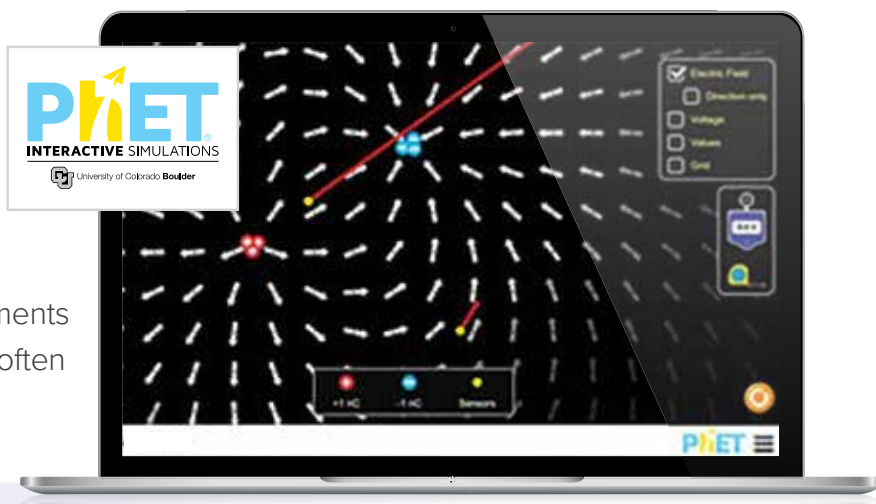 PhET
INTERACTIVE SIMULATIONS
University of Colorado Boulder
Electric Field
Direction only
Voltage
Values
Grid
ments
often
+1 nC
-1 nC
Sensors
PhET